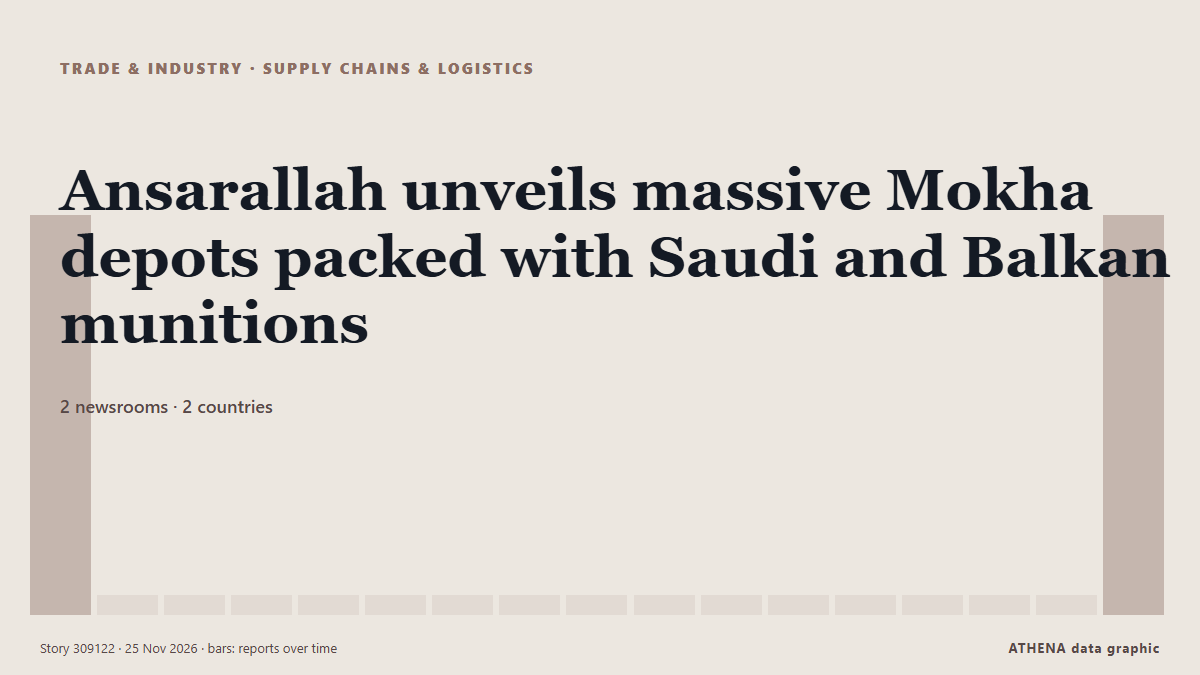 TRADE & INDUSTRY · SUPPLY CHAINS & LOGISTICS
Ansarallah unveils massive Mokha
depots packed with Saudi and Balkan
munitions
2 newsrooms · 2 countries
Story 309122 · 25 Nov 2026 · bars: reports over time
ATHENA data graphic